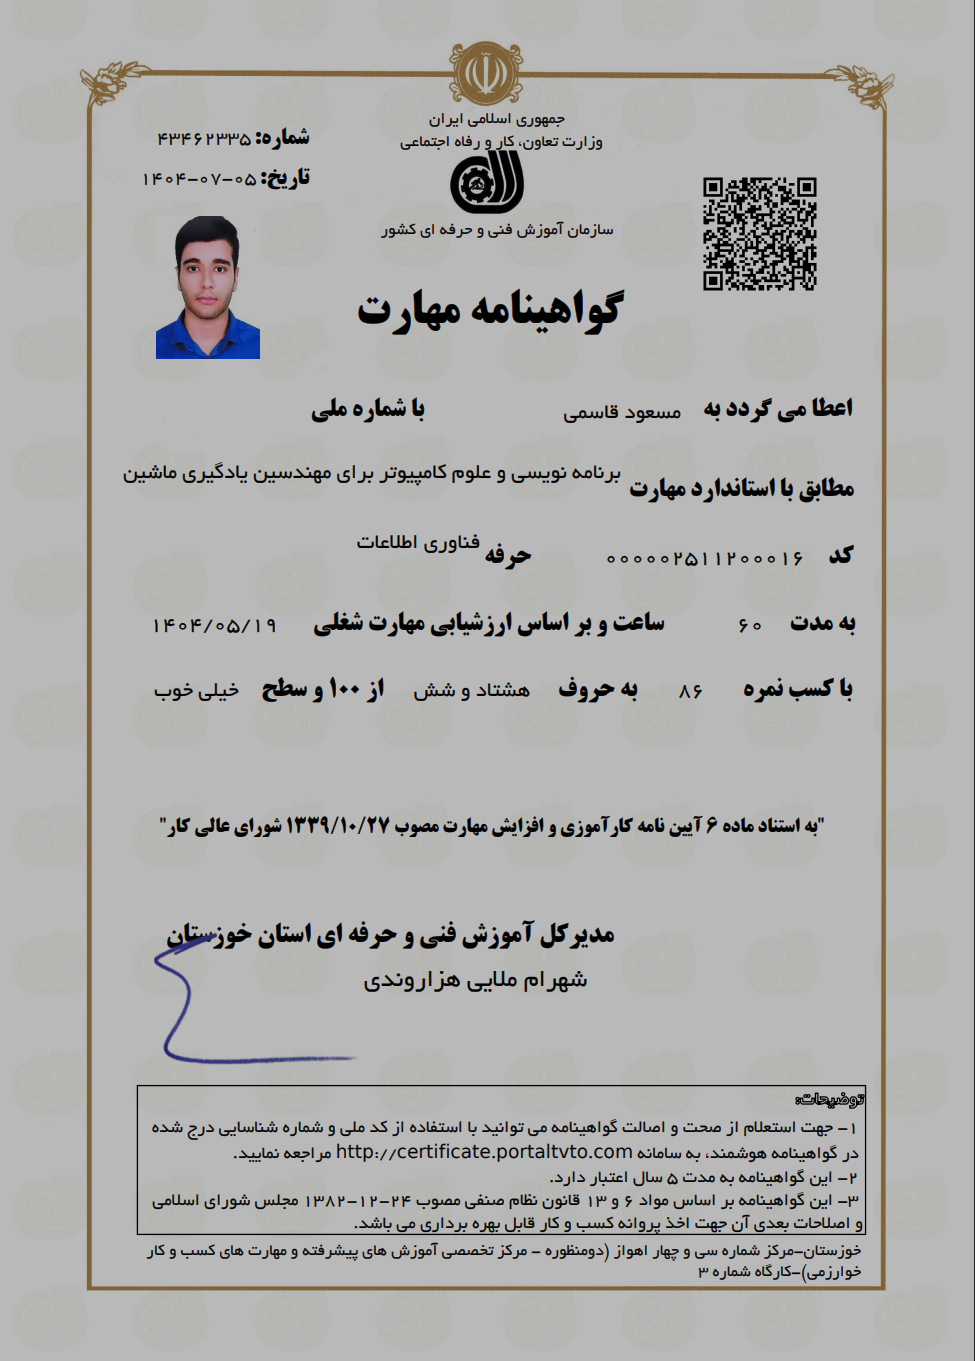 جمهوری اسلامی ایران
وزارت تعاون، کار و رفاه اجتماعی
شماره: ۴۳۴۶۲۳۳۵
تاریخ: ۱۴۰۴-۰۷-۰۵
سازمان آموزش فنی و حرفه ای کشور
گواهینامه مهارت
اعطا می گردد به مسعود قاسمی با شماره ملی
مطابق با استاندارد مهارت برنامه نویسی و علوم کامپیوتر برای مهندسین یادگیری ماشین
کد ۰۰۰۰۰۲۵۱۱۲۰۰۰۱۶ حرفه فناوری اطلاعات
به مدت ۶۰ ساعت و بر اساس ارزشیابی مهارت شغلی ۱۴۰۴/۰۵/۱۹
با کسب نمره ۸۶ به حروف هشتاد و شش از ۱۰۰ و سطح خیلی خوب
"به استناد ماده ۶ آیین نامه کارآموزی و افزایش مهارت مصوب ۱۳۳۹/۱۰/۲۷ شورای عالی کار"
مدیرکل آموزش فنی و حرفه ای استان خوزستان
شهرام ملایی هزاروندی
توضیحات:
۱- جهت استعلام از صحت و اصالت گواهینامه می توانید با استفاده از کد ملی و شماره شناسایی درج شده
در گواهینامه هوشمند، به سامانه http://certificate.portaltvto.com مراجعه نمایید.
۲- این گواهینامه به مدت ۵ سال اعتبار دارد.
۳- این گواهینامه بر اساس مواد ۶ و ۱۳ قانون نظام صنفی مصوب ۲۴-۱۲-۱۳۸۲ مجلس شورای اسلامی
و اصلاحات بعدی آن جهت اخذ پروانه کسب و کار قابل بهره برداری می باشد.
خوزستان-مرکز شماره سی و چهار اهواز (دومنظوره - مرکز تخصصی آموزش های پیشرفته و مهارت های کسب و کار
خوارزمی)-کارگاه شماره ۳